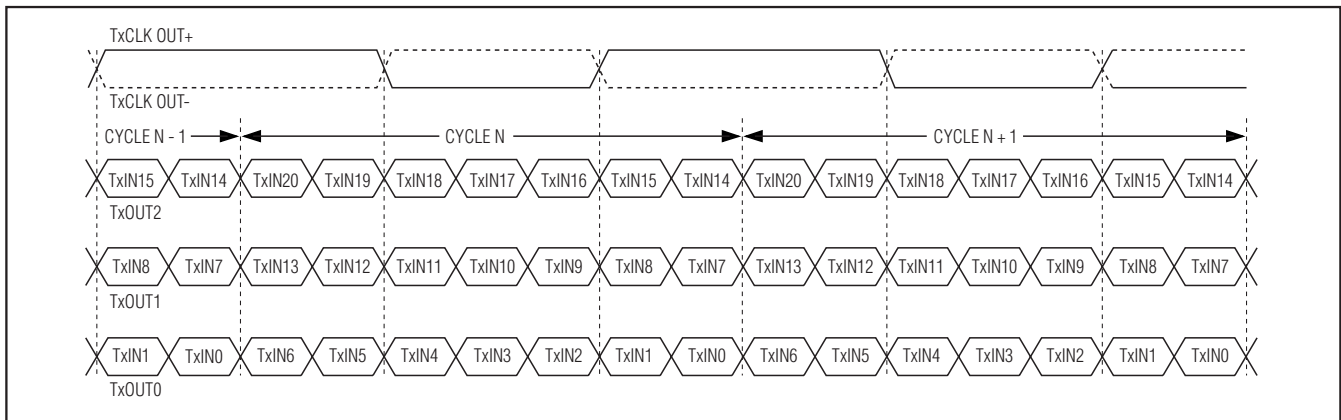 TxCLK OUT+
TxCLK OUT-
CYCLE N - 1 CYCLE N CYCLE N + 1
TxIN15 TxIN14 TxIN20 TxIN19 TxIN18 TxIN17 TxIN16 TxIN15 TxIN14 TxIN20 TxIN19 TxIN18 TxIN17 TxIN16 TxIN15 TxIN14
TxOUT2
TxIN8 TxIN7 TxIN13 TxIN12 TxIN11 TxIN10 TxIN9 TxIN8 TxIN7 TxIN13 TxIN12 TxIN11 TxIN10 TxIN9 TxIN8 TxIN7
TxOUT1
TxIN1 TxIN0 TxIN6 TxIN5 TxIN4 TxIN3 TxIN2 TxIN1 TxIN0 TxIN6 TxIN5 TxIN4 TxIN3 TxIN2 TxIN1 TxIN0
TxOUT0